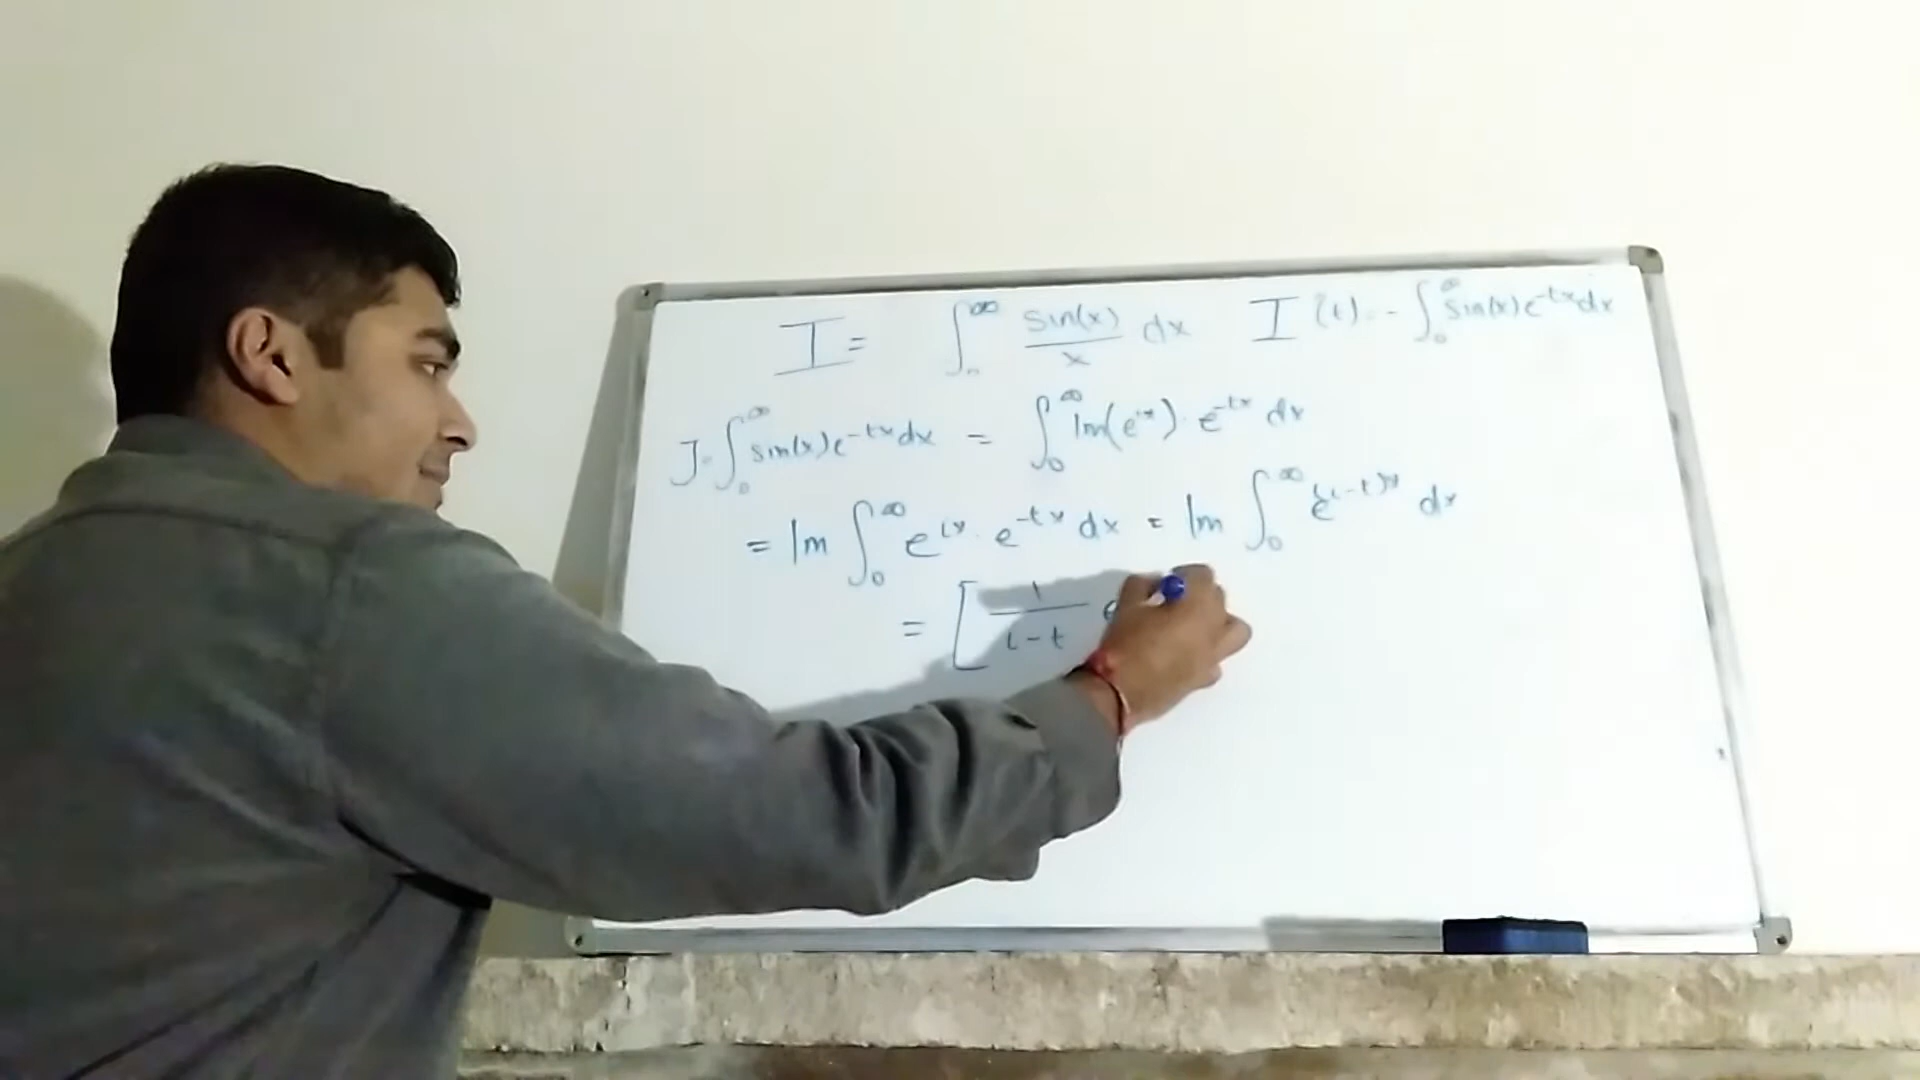 I = ∫₀^∞ sin(x)/x dx   I'(t) = - ∫₀^∞ sin(x) e^{-tx} dx
J = ∫₀^∞ sin(x) e^{-tx} dx = ∫₀^∞ Im(e^{ix}) · e^{-tx} dx
= Im ∫₀^∞ e^{ix} · e^{-tx} dx = Im ∫₀^∞ e^{(i-t)x} dx
= [ 1/(i-t) e